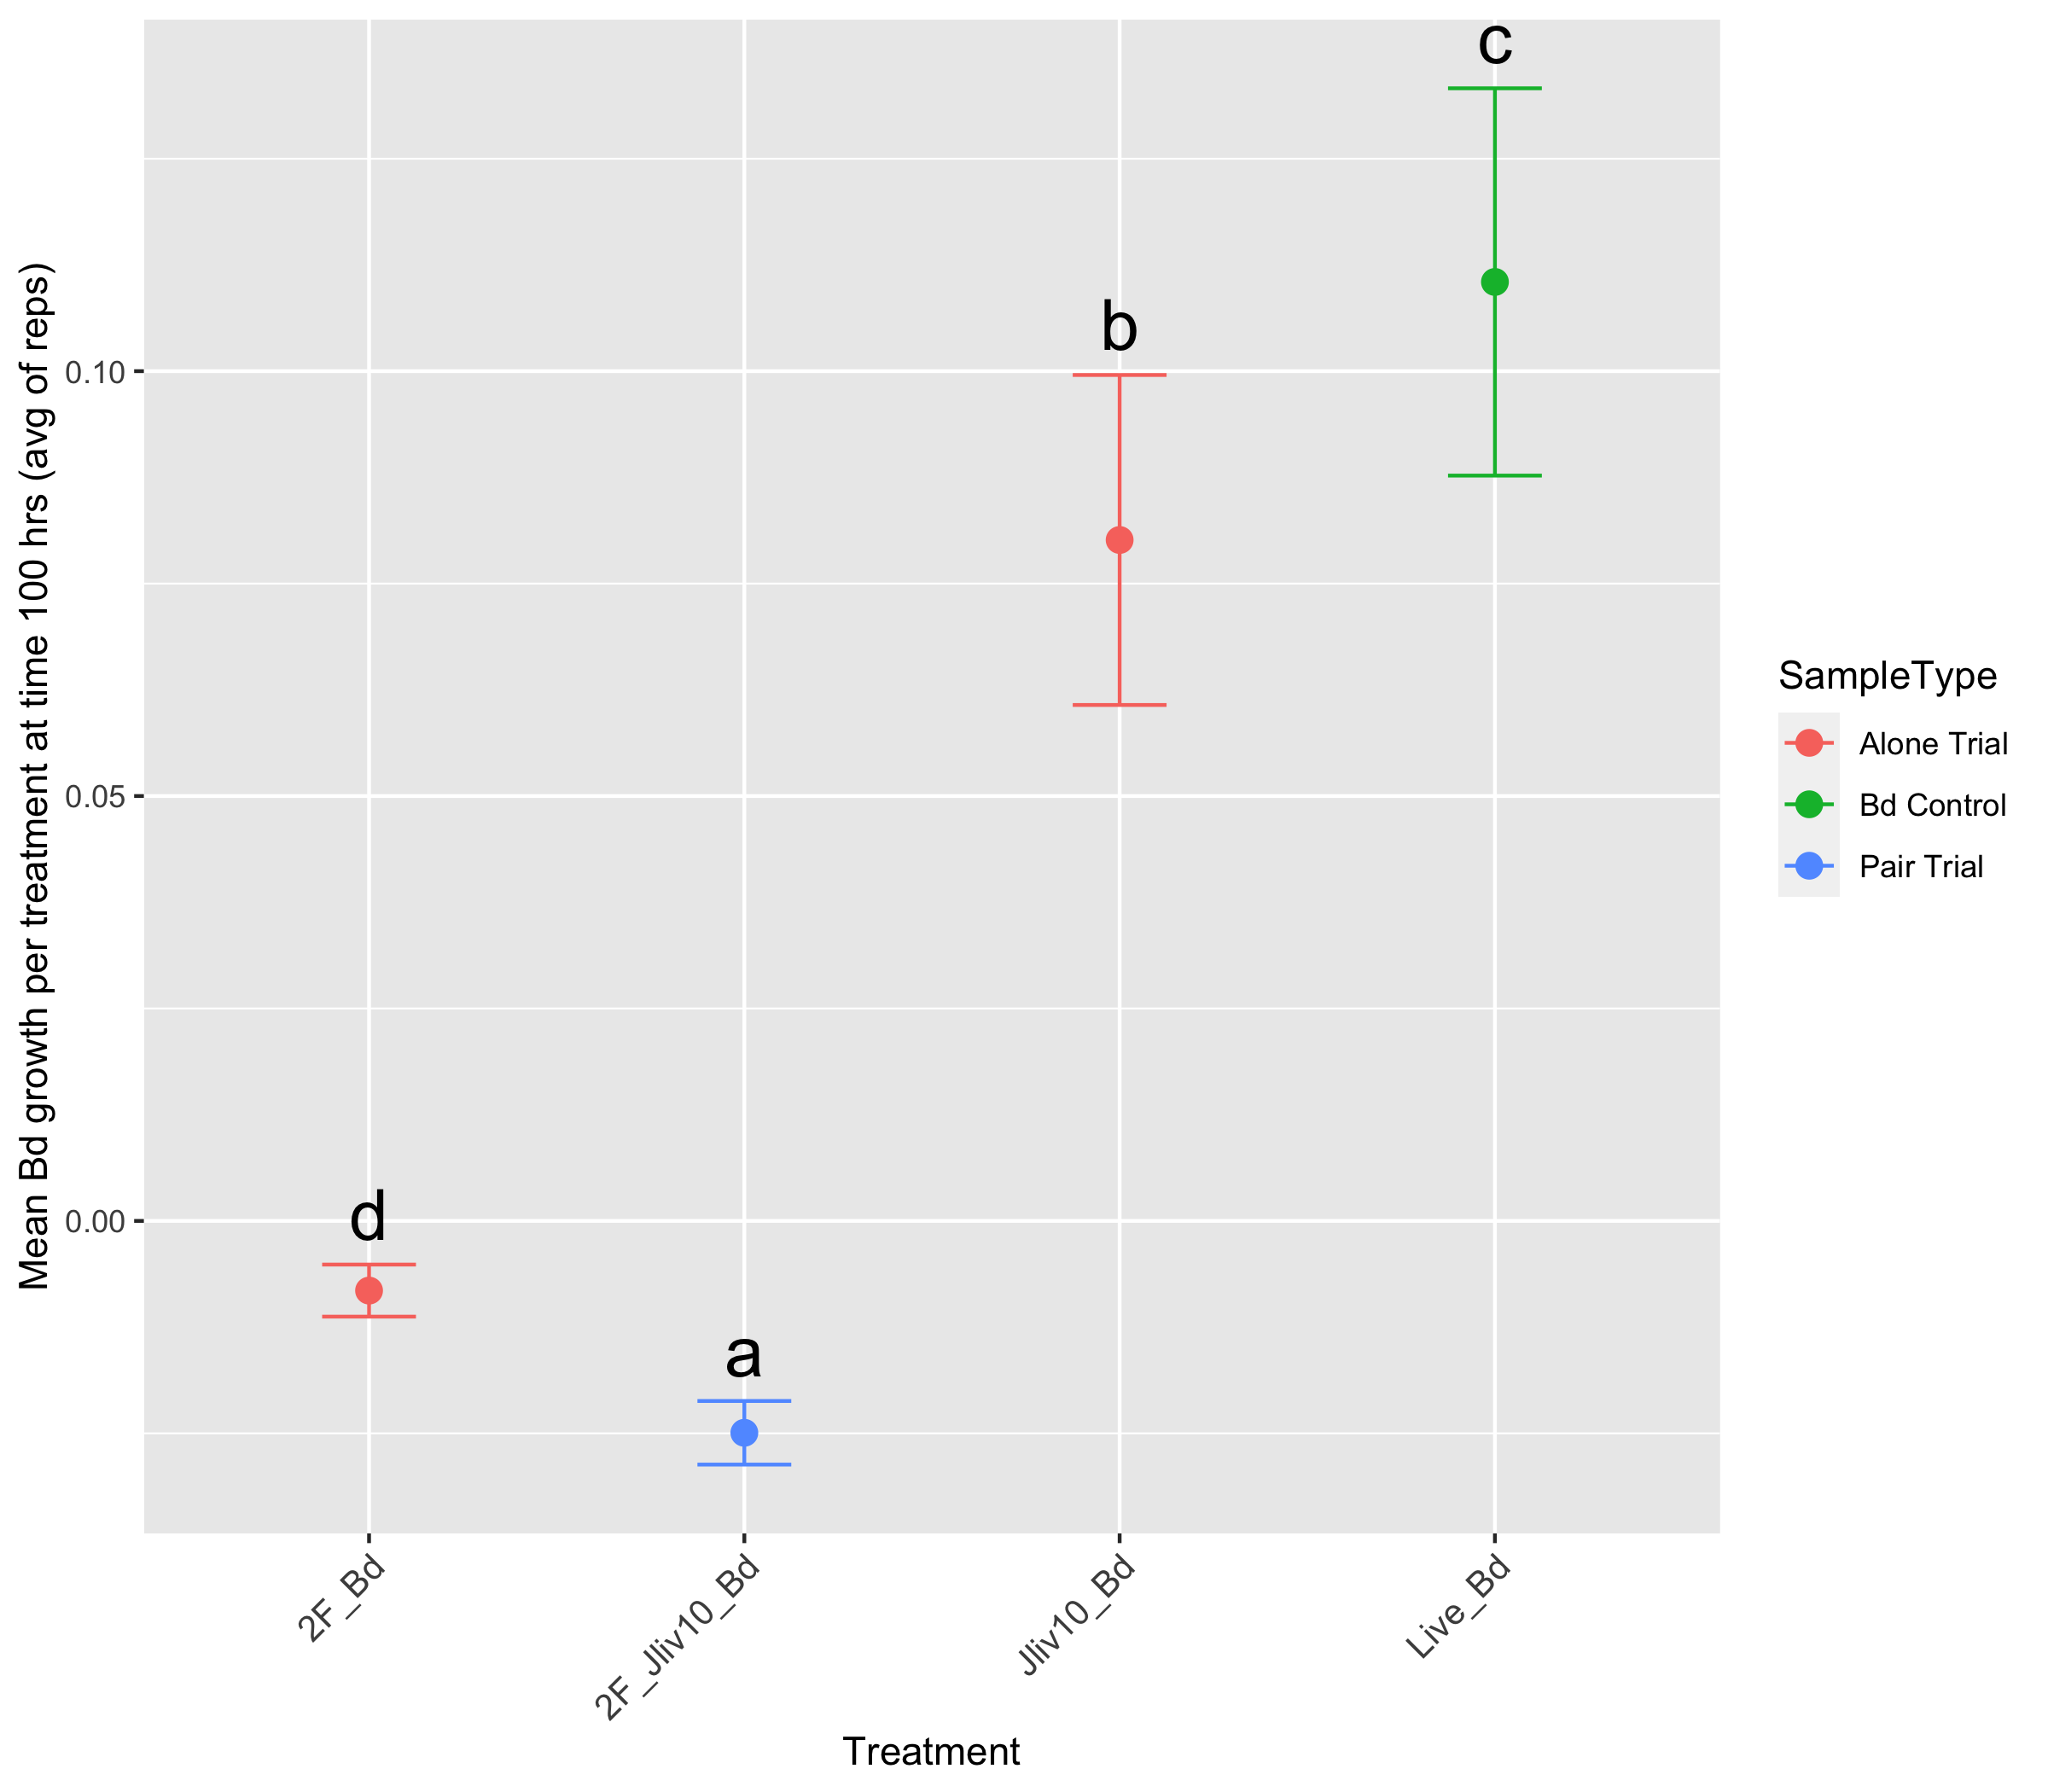 Mean Bd growth per treatment at time 100 hrs (avg of reps)
0.10
0.05
0.00
d
a
b
c
2F_Bd
2F_Jliv10_Bd
Jliv10_Bd
Live_Bd
Treatment
SampleType
Alone Trial
Bd Control
Pair Trial